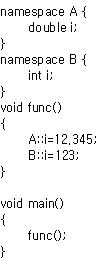 namespace A {
double i;
}
namespace B {
int i;
}
void func()
{
A::i=12,345;
B::i=123;
}
void main()
{
func();
}